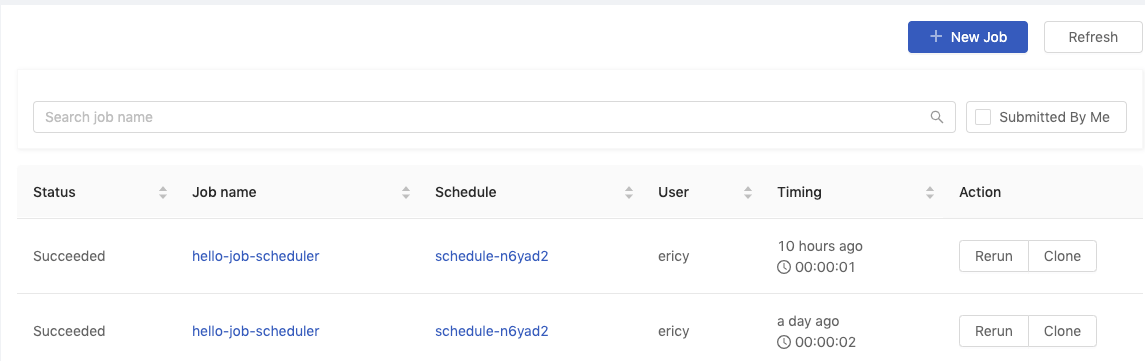 New Job Refresh
Search job name Submitted By Me
Status Job name Schedule User Timing Action
Succeeded hello-job-scheduler schedule-n6yad2 ericy 10 hours ago Rerun Clone
00:00:01
Succeeded hello-job-scheduler schedule-n6yad2 ericy a day ago Rerun Clone
00:00:02